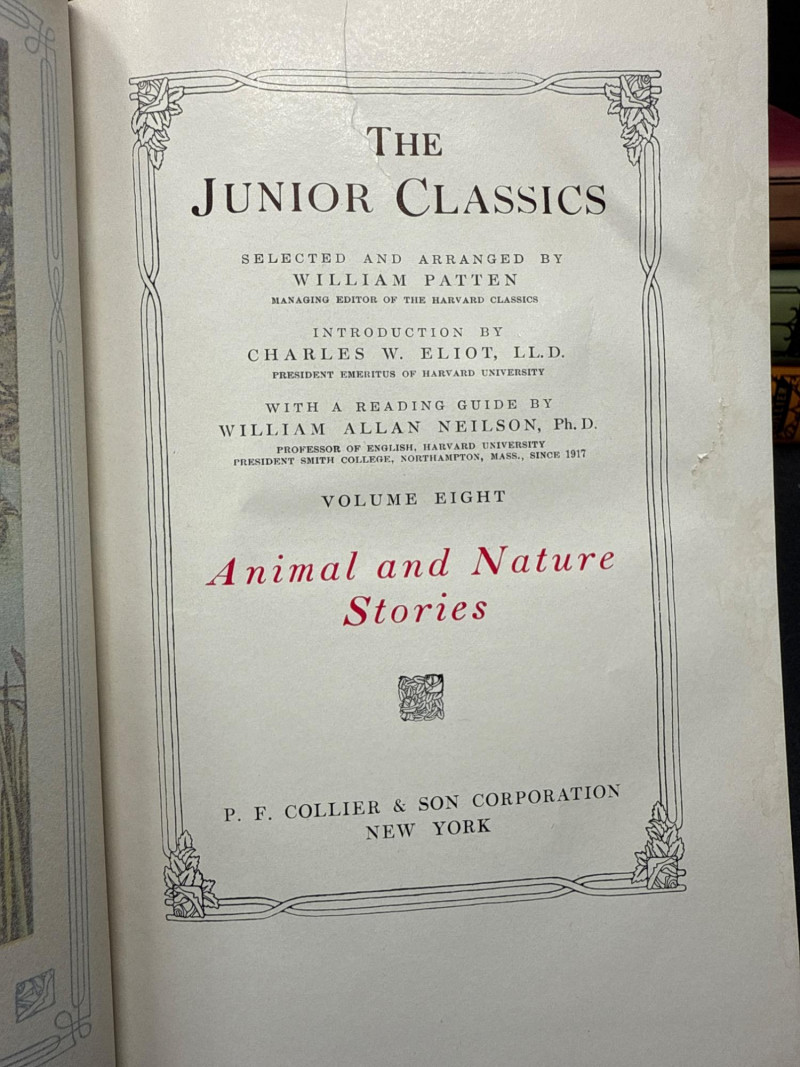 THE
JUNIOR CLASSICS
SELECTED AND ARRANGED BY
WILLIAM PATTEN
MANAGING EDITOR OF THE HARVARD CLASSICS
INTRODUCTION BY
CHARLES W. ELIOT, LL.D.
PRESIDENT EMERITUS OF HARVARD UNIVERSITY
WITH A READING GUIDE BY
WILLIAM ALLAN NEILSON, Ph.D.
PROFESSOR OF ENGLISH, HARVARD UNIVERSITY
PRESIDENT SMITH COLLEGE, NORTHAMPTON, MASS., SINCE 1917
VOLUME EIGHT
Animal and Nature
Stories
P. F. COLLIER & SON CORPORATION
NEW YORK